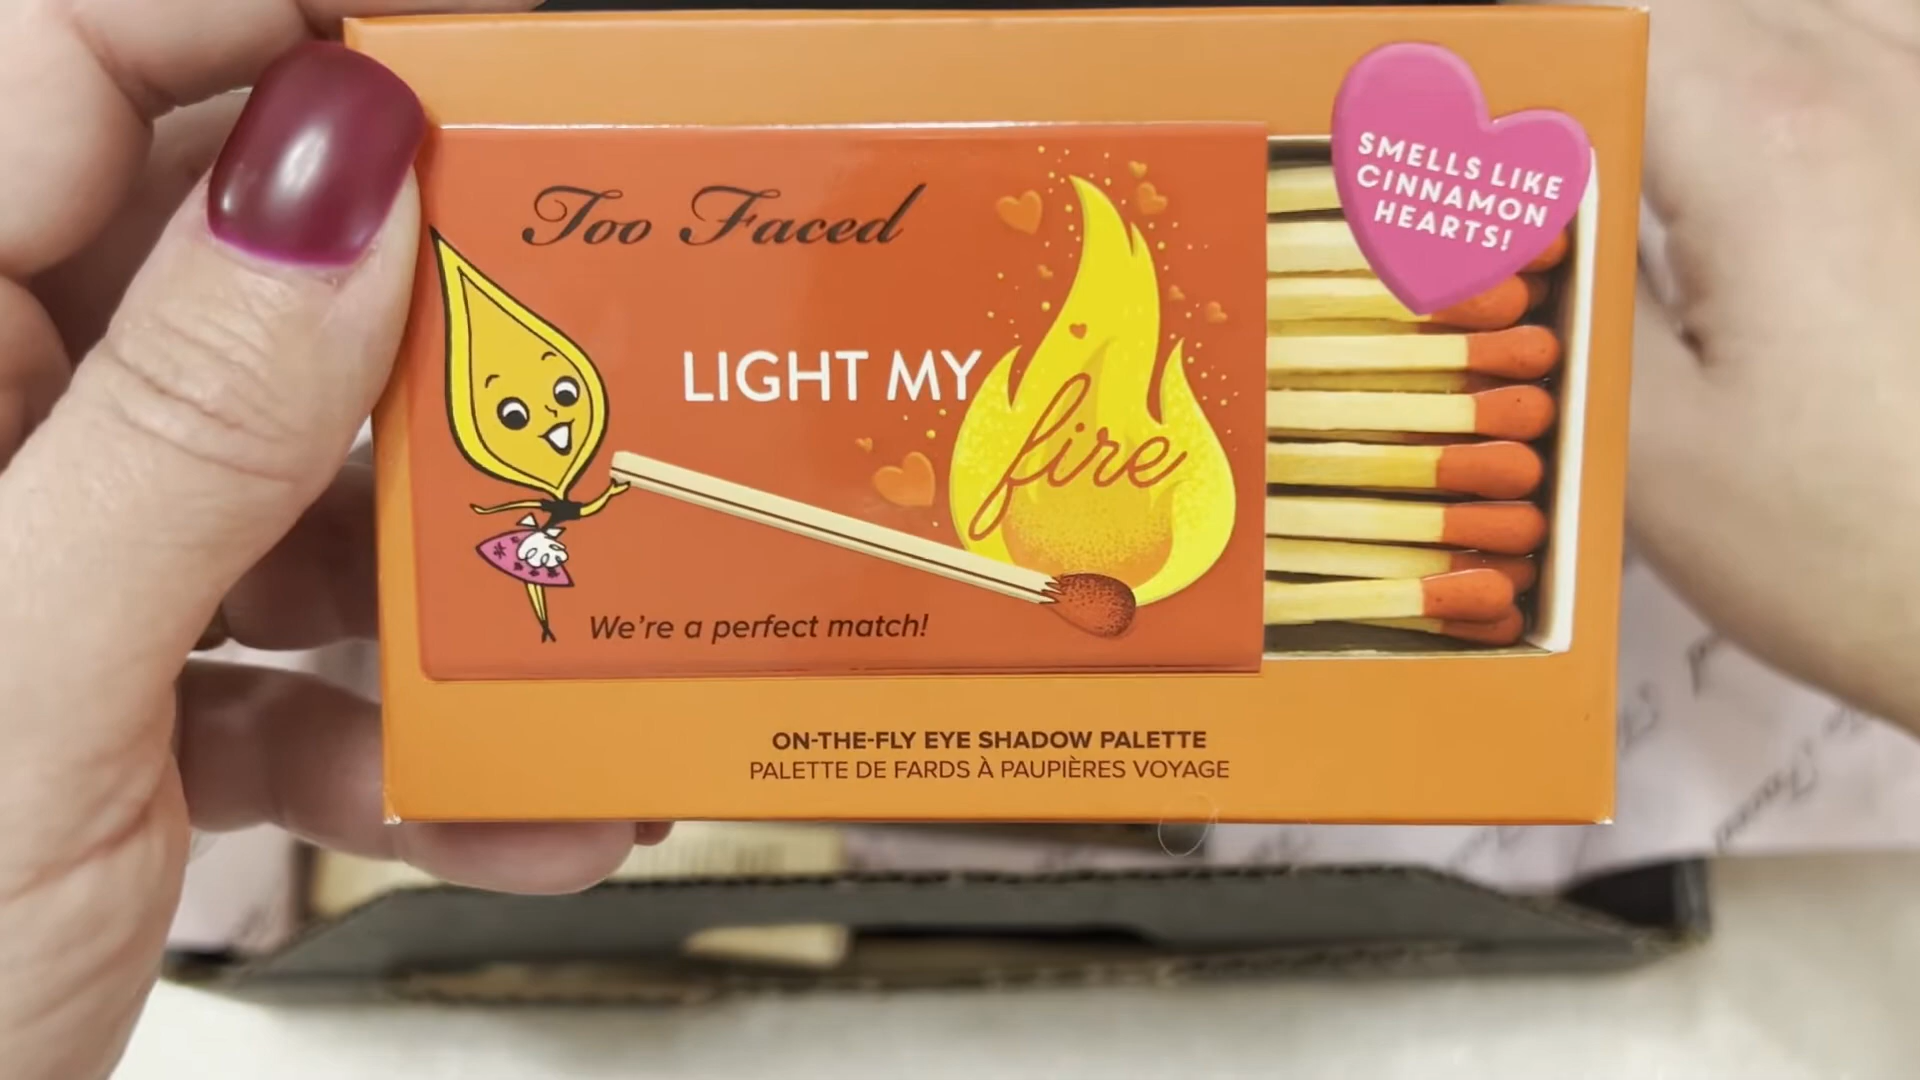 Too Faced
SMELLS LIKE
CINNAMON
HEARTS!
LIGHT MY
fire
We're a perfect match!
ON-THE-FLY EYE SHADOW PALETTE
PALETTE DE FARDS À PAUPIÈRES VOYAGE